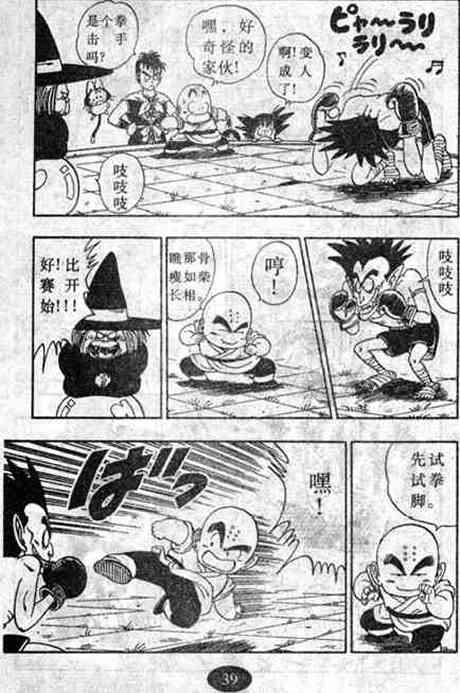 ピャ〜ラリ
ラリ〜〜
啊!变人
成了!
嘿，好
奇怪的
家伙!
是个拳手
击吗?
吱吱吱
吱吱吱
哼!
瞧那骨
瘦如柴
长相。
好!比
赛开
始!!!
试拳。
先试脚
嘿!
ばっ
39